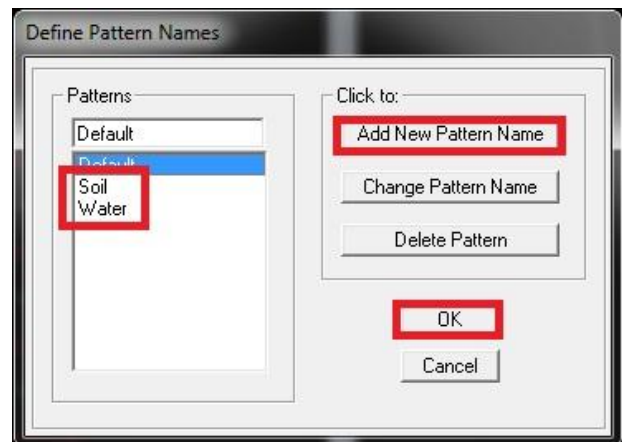 Define Pattern Names
Patterns
Default
Default
Soil
Water
Click to:
Add New Pattern Name
Change Pattern Name
Delete Pattern
OK
Cancel